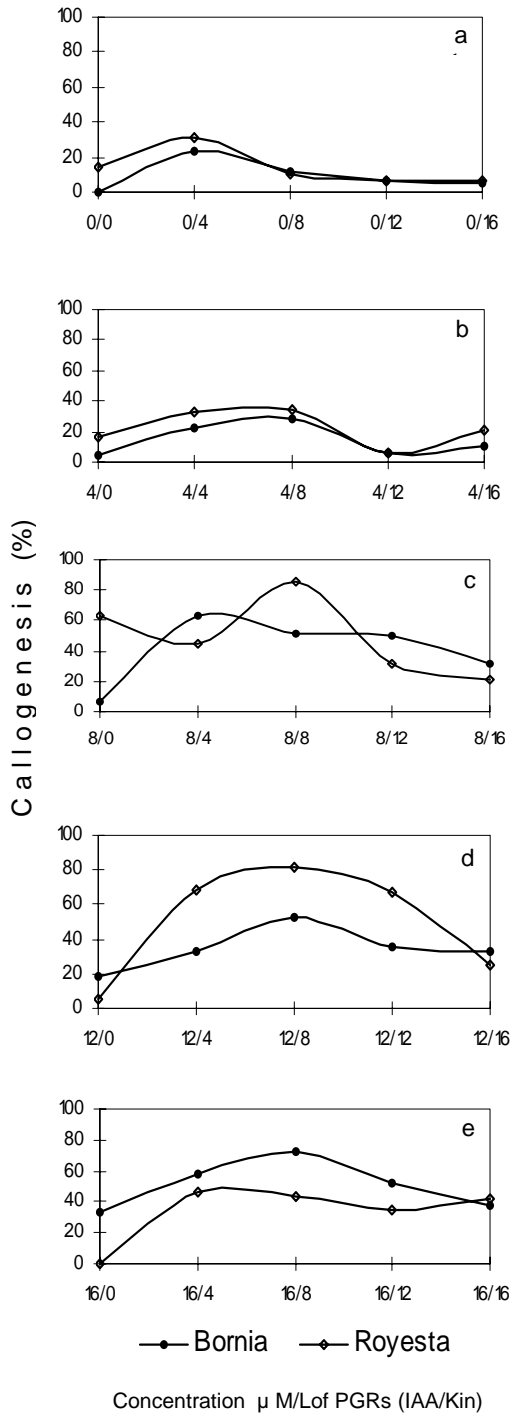 Callogenesis (%)
a
100
80
60
40
20
0
0/0 0/4 0/8 0/12 0/16
b
100
80
60
40
20
0
4/0 4/4 4/8 4/12 4/16
c
100
80
60
40
20
0
8/0 8/4 8/8 8/12 8/16
d
100
80
60
40
20
0
12/0 12/4 12/8 12/12 12/16
e
100
80
60
40
20
0
16/0 16/4 16/8 16/12 16/16
Bornia Royesta
Concentration µ M/Lof PGRs (IAA/Kin)